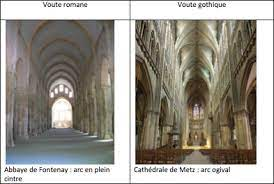 Voute romane
Voute gothique
Abbaye de Fontenay : arc en plein
cintre
Cathédrale de Metz : arc ogival